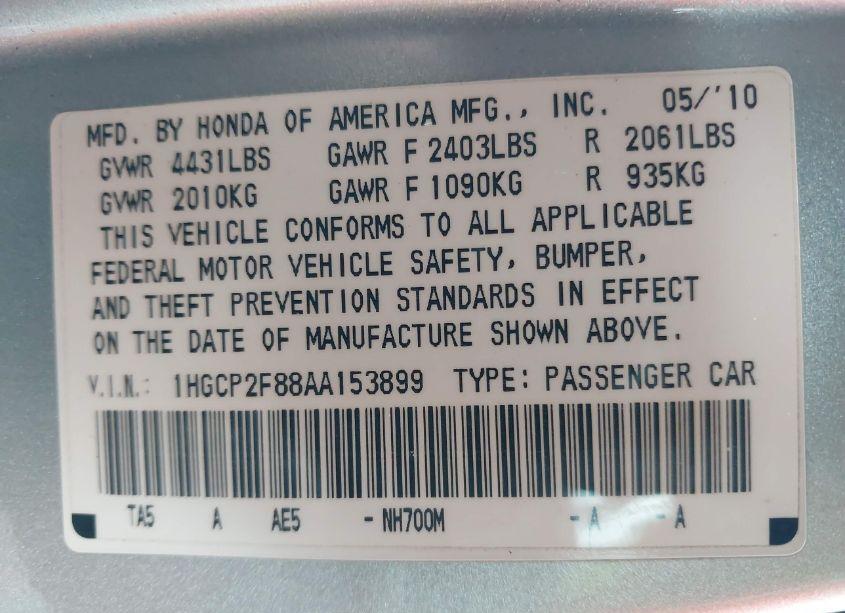 MFD. BY HONDA OF AMERICA MFG., INC. 05/'10
GVWR 4431LBS GAWR F 2403LBS R 2061LBS
GVWR 2010KG GAWR F 1090KG R 935KG
THIS VEHICLE CONFORMS TO ALL APPLICABLE
FEDERAL MOTOR VEHICLE SAFETY, BUMPER,
AND THEFT PREVENTION STANDARDS IN EFFECT
ON THE DATE OF MANUFACTURE SHOWN ABOVE.
V.I.N.: 1HGCP2F88AA153899 TYPE: PASSENGER CAR
TA5 A AE5 - NH700M - A - A